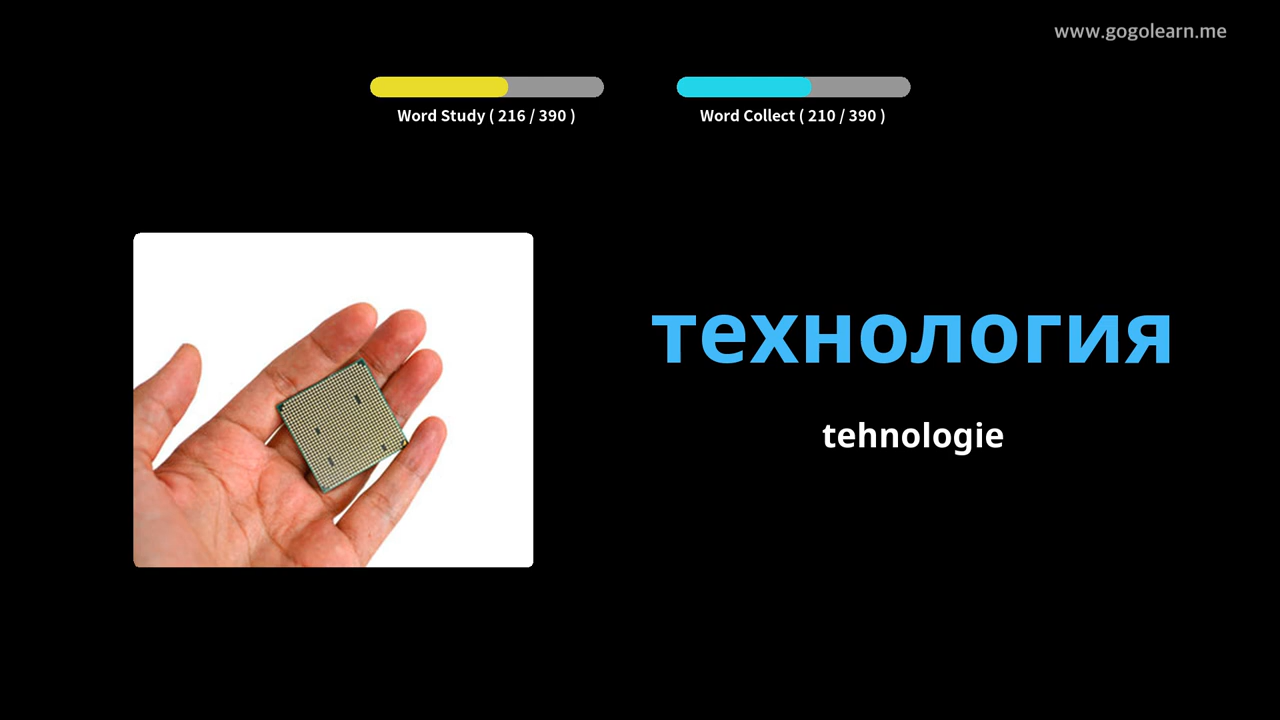 www.gogolearn.me
Word Study ( 216 / 390 )
Word Collect ( 210 / 390 )
технология
tehnologie